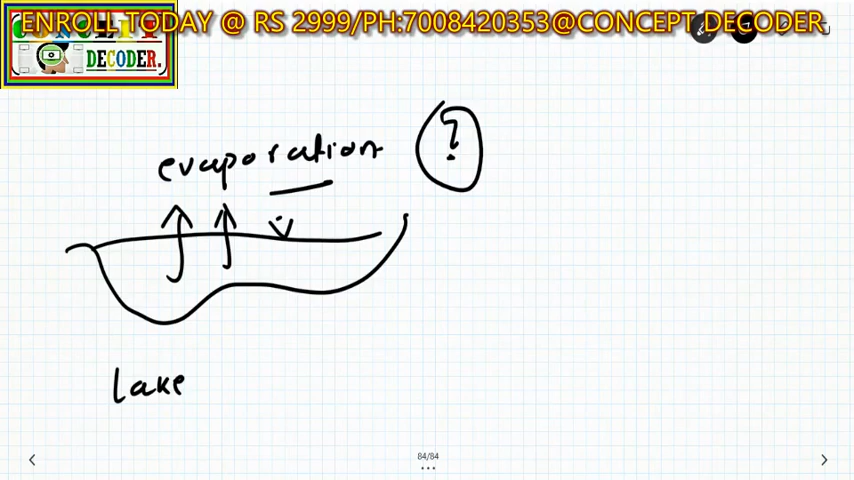 ENROLL TODAY @ RS 2999/PH:7008420353@CONCEPT DECODER.
DECODER.
evaporation ?
lake
84/84